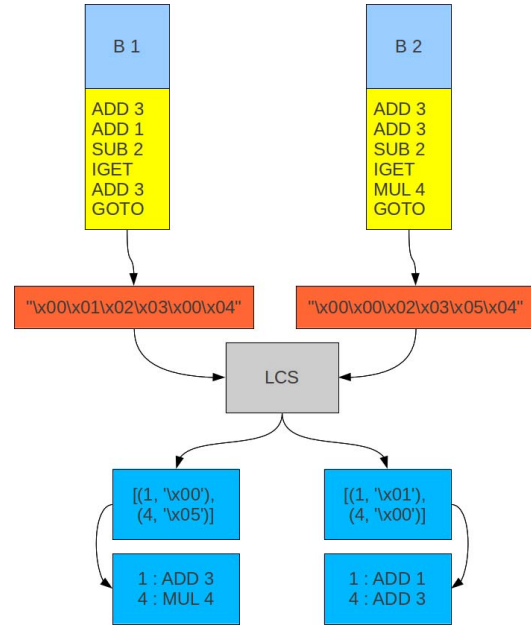 B 1
ADD 3
ADD 1
SUB 2
IGET
ADD 3
GOTO
B 2
ADD 3
ADD 3
SUB 2
IGET
MUL 4
GOTO
"\x00\x01\x02\x03\x00\x04"
"\x00\x00\x02\x03\x05\x04"
LCS
[(1, '\x00'),
(4, '\x05')]
[(1, '\x01'),
(4, '\x00')]
1 : ADD 3
4 : MUL 4
1 : ADD 1
4 : ADD 3